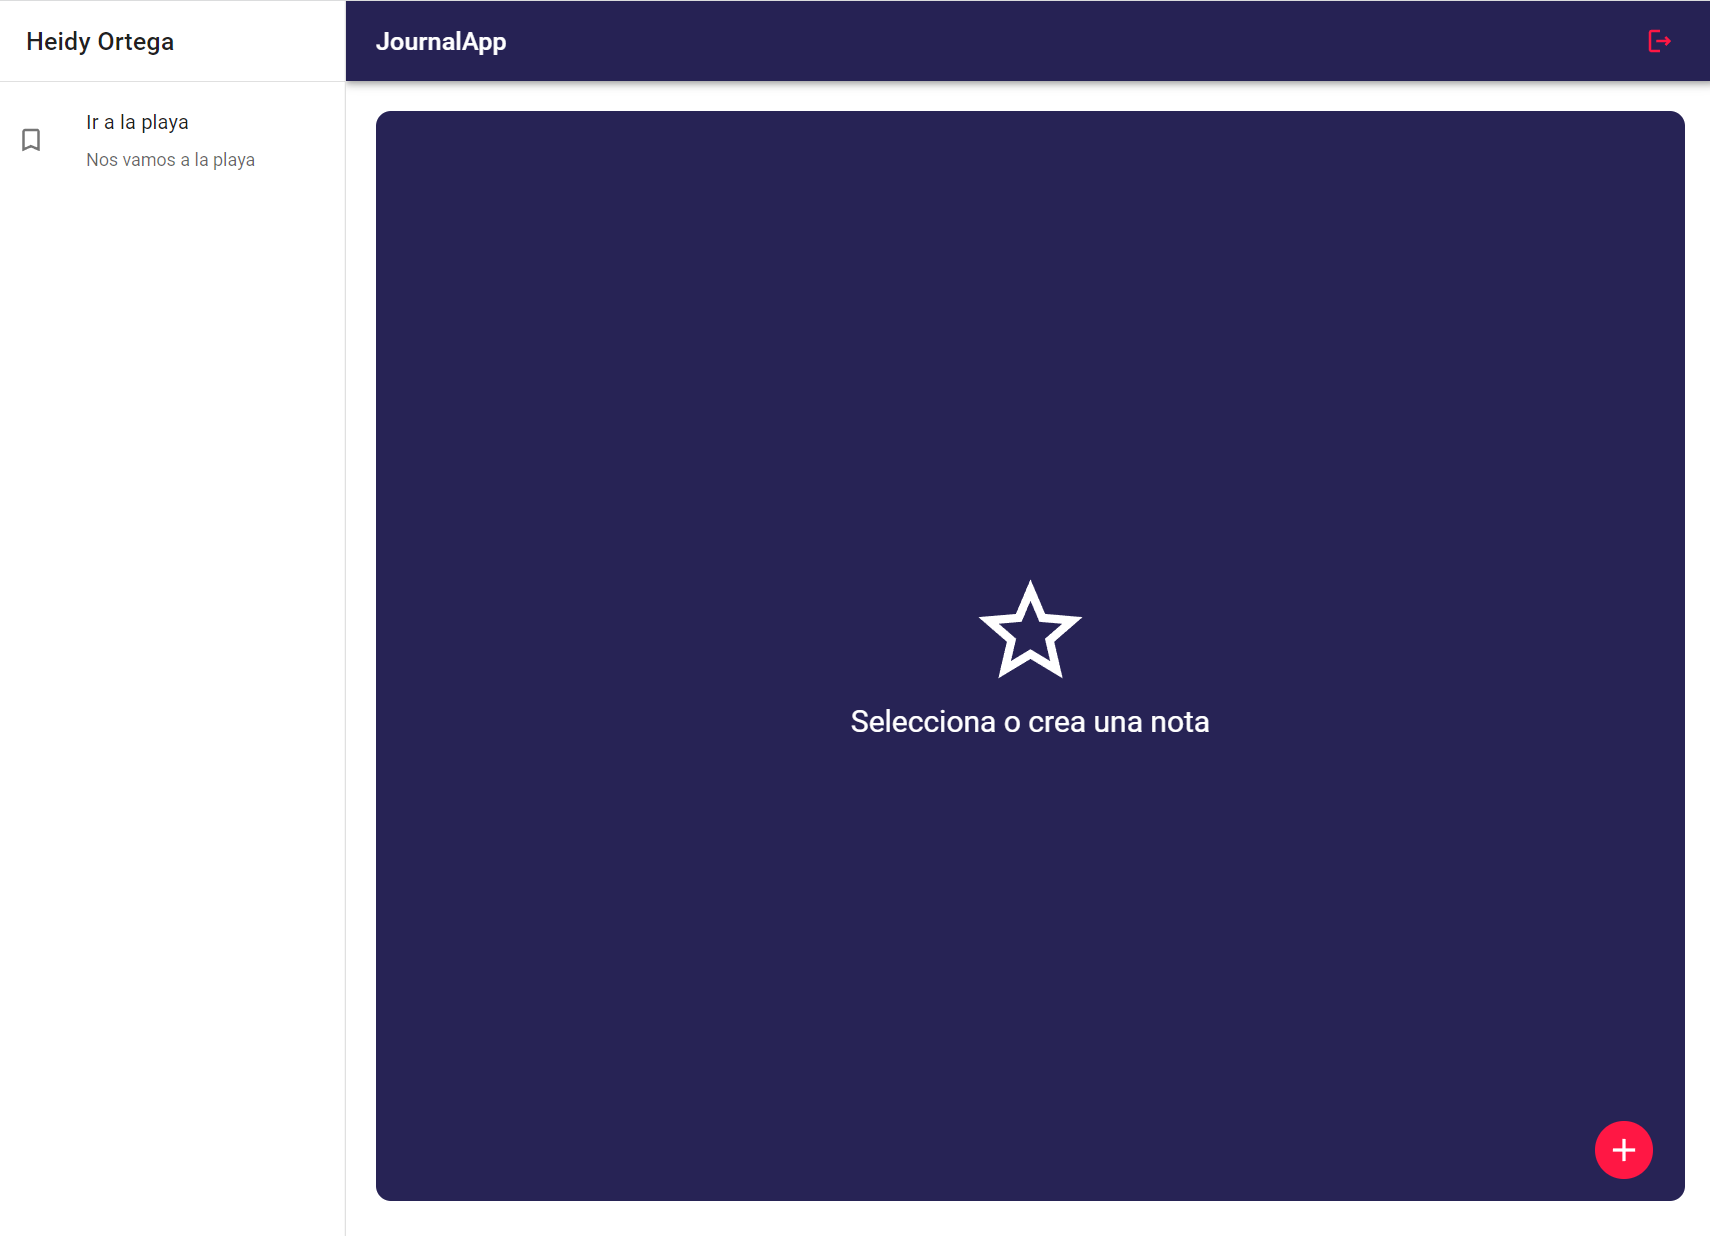 Heidy Ortega
JournalApp
Ir a la playa
Nos vamos a la playa
Selecciona o crea una nota